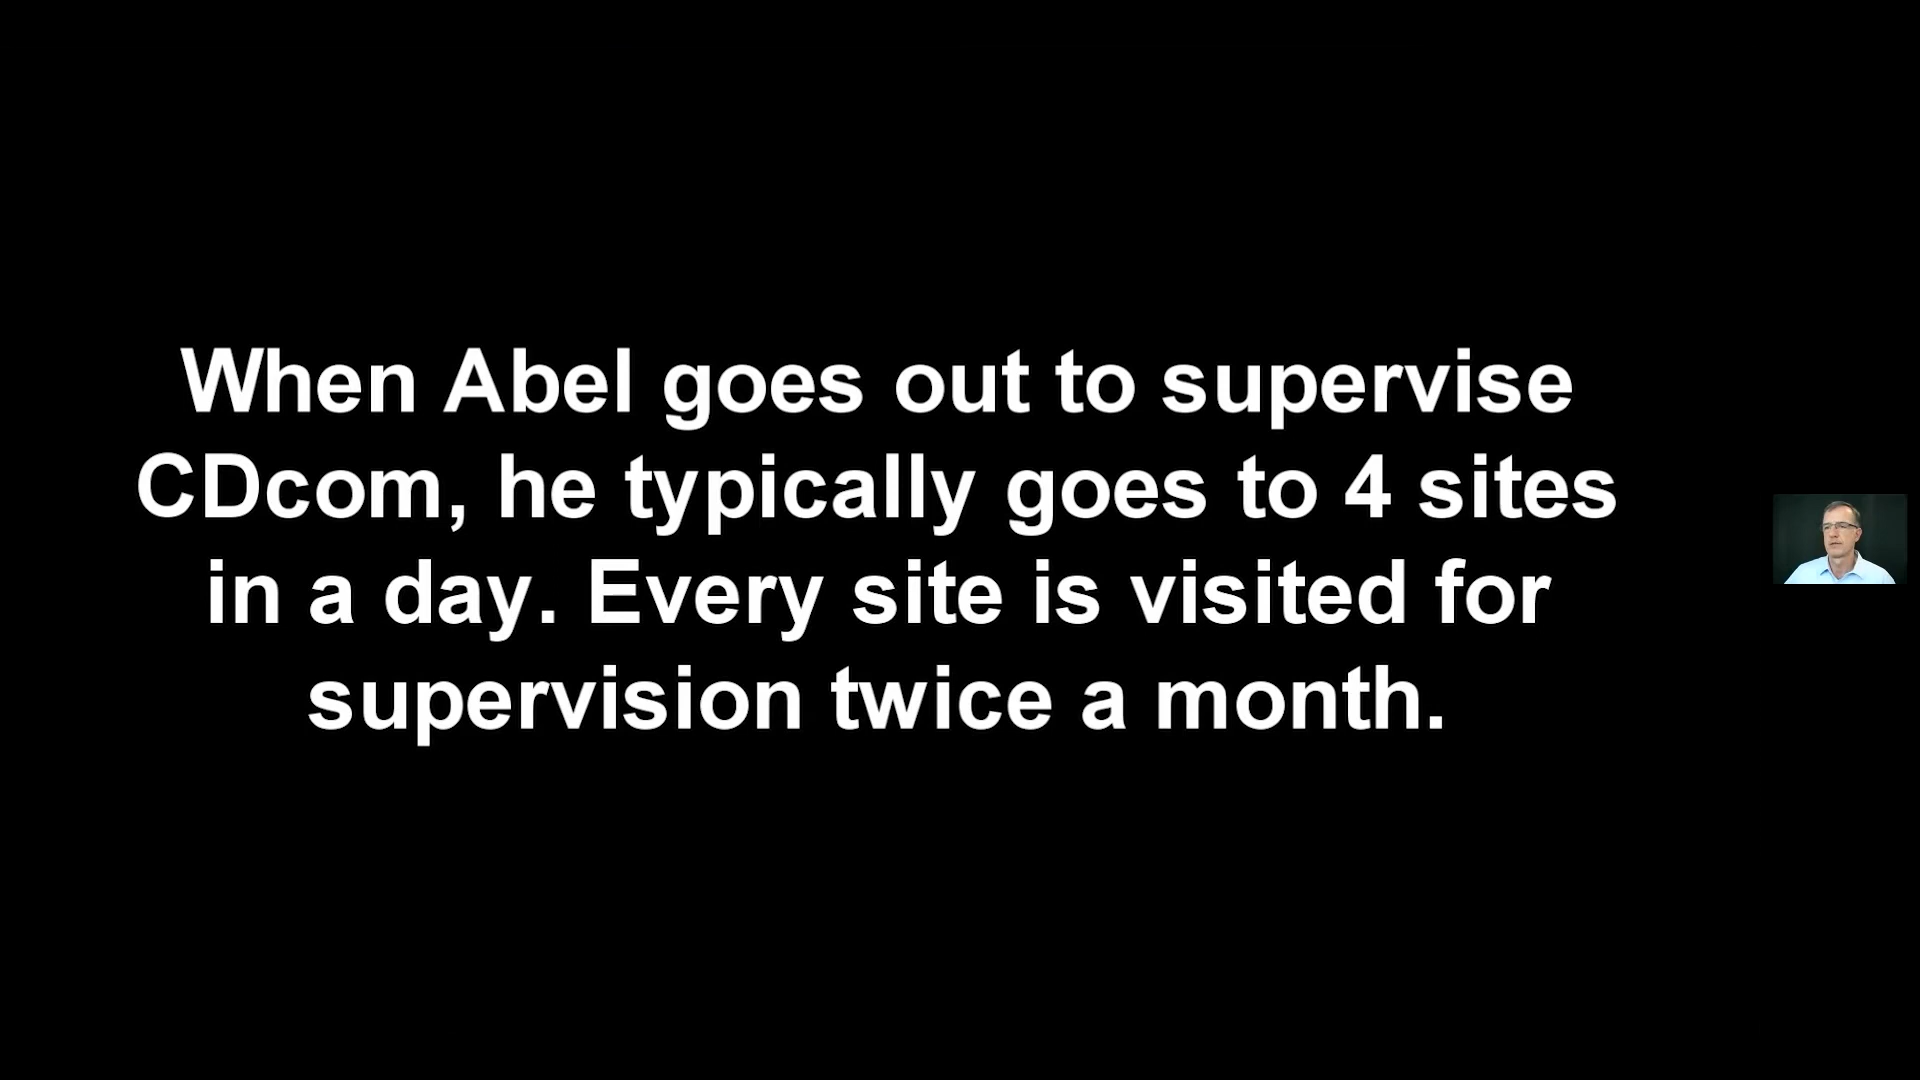 When Abel goes out to supervise
CDcom, he typically goes to 4 sites
in a day. Every site is visited for
supervision twice a month.